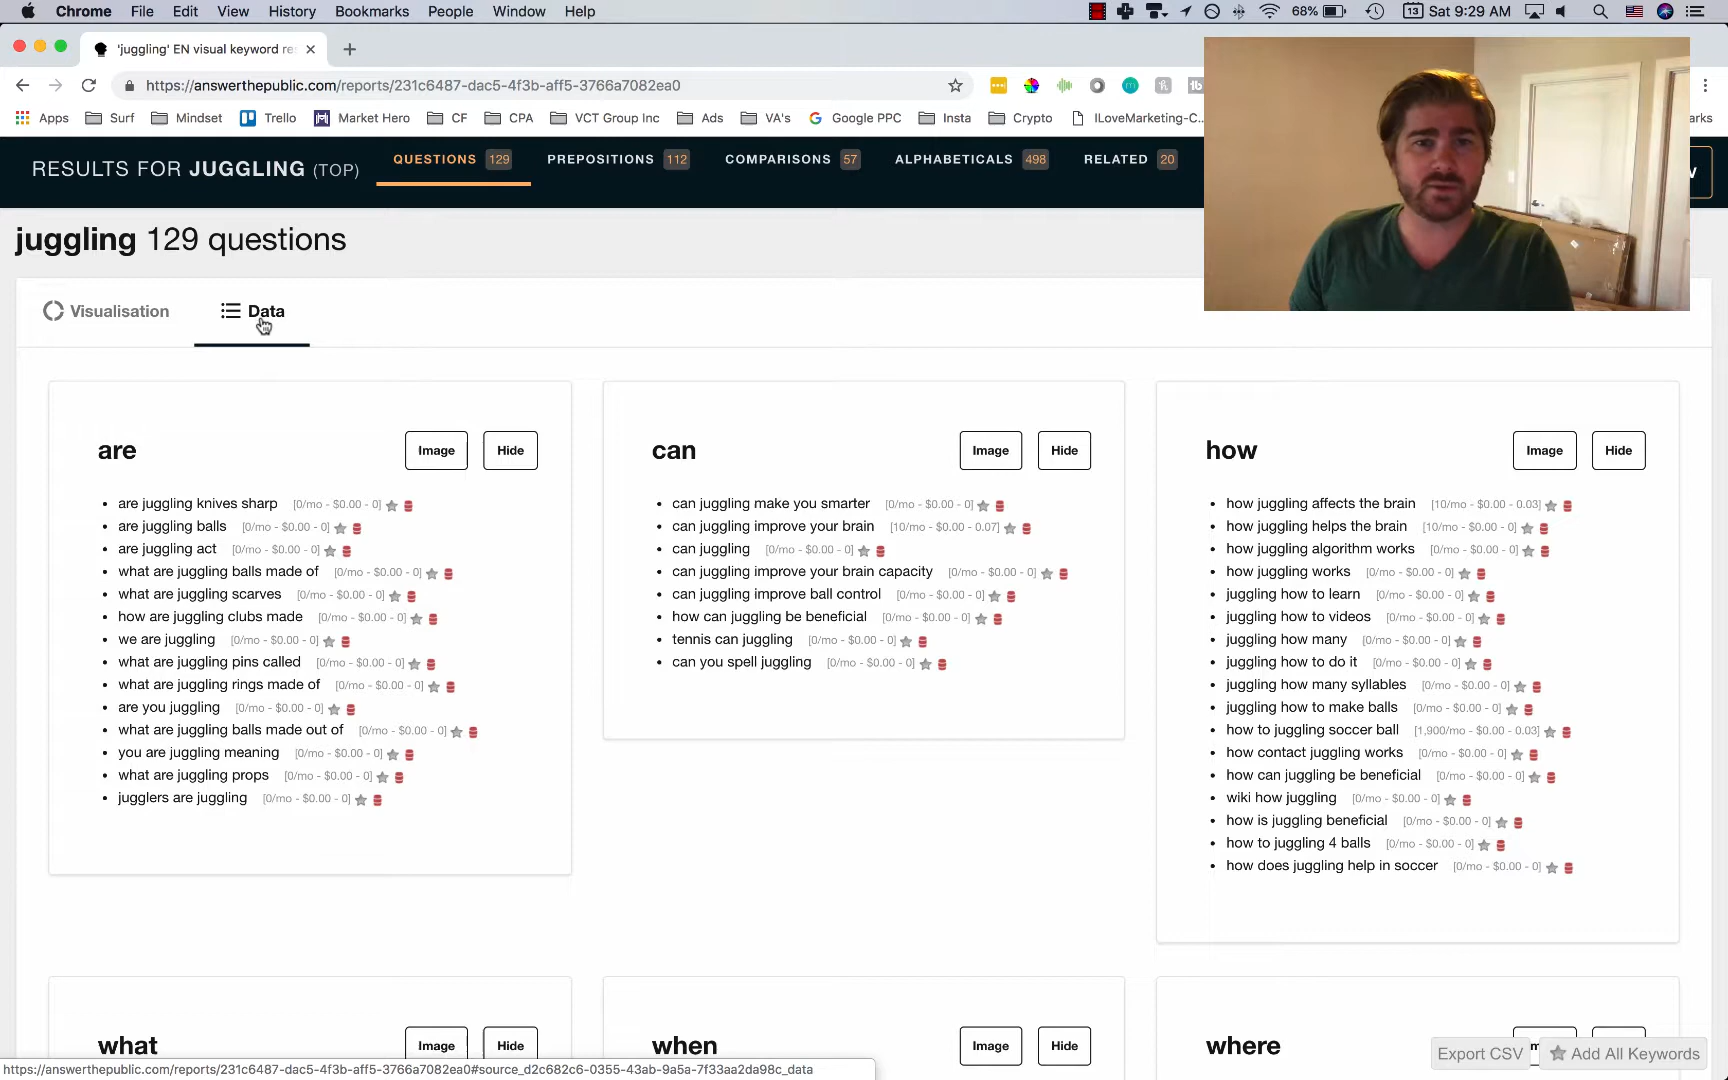 Chrome File Edit View History Bookmarks People Window Help
68% 13 Sat 9:29 AM
'juggling' EN visual keyword re
https://answerthepublic.com/reports/231c6487-dac5-4f3b-aff5-3766a7082ea0
Apps Surf Mindset Trello Market Hero CF CPA VCT Group Inc Ads VA's Google PPC Insta Crypto ILoveMarketing-C...
RESULTS FOR JUGGLING (TOP) QUESTIONS 129 PREPOSITIONS 112 COMPARISONS 57 ALPHABETICALS 498 RELATED 20
juggling 129 questions
Visualisation Data
are Image Hide
are juggling knives sharp [0/mo - $0.00 - 0]
are juggling balls [0/mo - $0.00 - 0]
are juggling act [0/mo - $0.00 - 0]
what are juggling balls made of [0/mo - $0.00 - 0]
what are juggling scarves [0/mo - $0.00 - 0]
how are juggling clubs made [0/mo - $0.00 - 0]
we are juggling [0/mo - $0.00 - 0]
what are juggling pins called [0/mo - $0.00 - 0]
what are juggling rings made of [0/mo - $0.00 - 0]
are you juggling [0/mo - $0.00 - 0]
what are juggling balls made out of [0/mo - $0.00 - 0]
you are juggling meaning [0/mo - $0.00 - 0]
what are juggling props [0/mo - $0.00 - 0]
jugglers are juggling [0/mo - $0.00 - 0]
can Image Hide
can juggling make you smarter [0/mo - $0.00 - 0]
can juggling improve your brain [10/mo - $0.00 - 0.07]
can juggling [0/mo - $0.00 - 0]
can juggling improve your brain capacity [0/mo - $0.00 - 0]
can juggling improve ball control [0/mo - $0.00 - 0]
how can juggling be beneficial [0/mo - $0.00 - 0]
tennis can juggling [0/mo - $0.00 - 0]
can you spell juggling [0/mo - $0.00 - 0]
how Image Hide
how juggling affects the brain [10/mo - $0.00 - 0.03]
how juggling helps the brain [10/mo - $0.00 - 0]
how juggling algorithm works [0/mo - $0.00 - 0]
how juggling works [0/mo - $0.00 - 0]
juggling how to learn [0/mo - $0.00 - 0]
juggling how to videos [0/mo - $0.00 - 0]
juggling how many [0/mo - $0.00 - 0]
juggling how to do it [0/mo - $0.00 - 0]
juggling how many syllables [0/mo - $0.00 - 0]
juggling how to make balls [0/mo - $0.00 - 0]
how to juggling soccer ball [1,900/mo - $0.00 - 0.03]
how contact juggling works [0/mo - $0.00 - 0]
how can juggling be beneficial [0/mo - $0.00 - 0]
wiki how juggling [0/mo - $0.00 - 0]
how is juggling beneficial [0/mo - $0.00 - 0]
how to juggling 4 balls [0/mo - $0.00 - 0]
how does juggling help in soccer [0/mo - $0.00 - 0]
what Image Hide
when Image Hide
where
Export CSV Add All Keywords
https://answerthepublic.com/reports/231c6487-dac5-4f3b-aff5-3766a7082ea0#source_d2c682c6-0355-43ab-9a5a-7f33aa2da98c_data